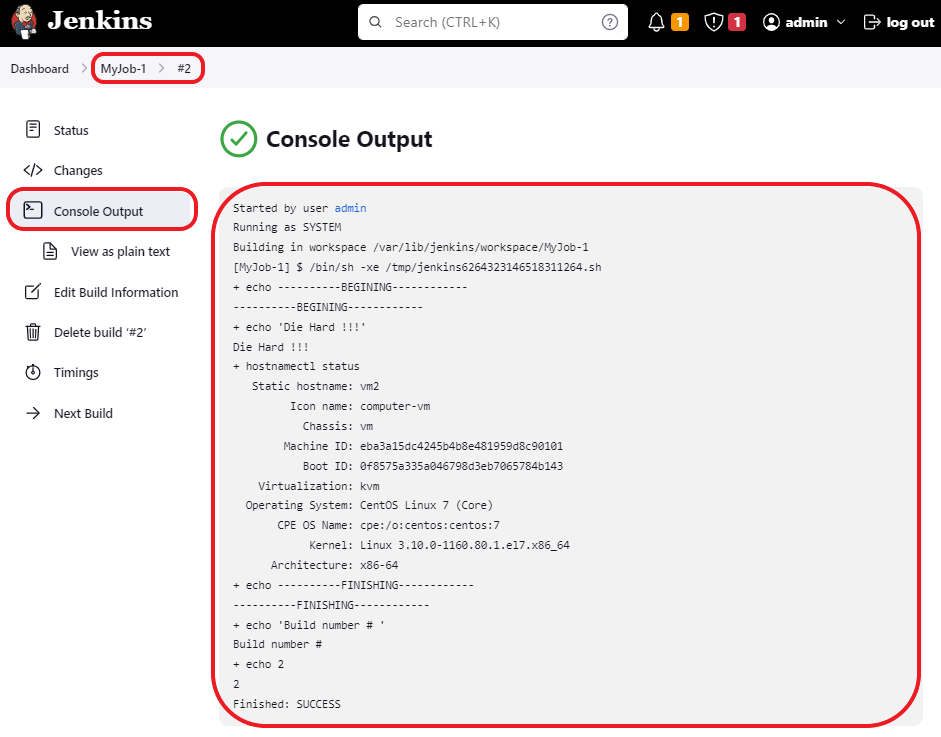 Jenkins
Search (CTRL+K)
1
1
admin
log out
Dashboard
MyJob-1
#2
Status
Changes
Console Output
View as plain text
Edit Build Information
Delete build ‘#2’
Timings
Next Build
Console Output
Started by user admin
Running as SYSTEM
Building in workspace /var/lib/jenkins/workspace/MyJob-1
[MyJob-1] $ /bin/sh -xe /tmp/jenkins6264323146518311264.sh
+ echo ----------BEGINING------------
----------BEGINING------------
+ echo 'Die Hard !!!'
Die Hard !!!
+ hostnamectl status
Static hostname: vm2
Icon name: computer-vm
Chassis: vm
Machine ID: eba3a15dc4245b4b8e481959d8c90101
Boot ID: 0f8575a335a046798d3eb7065784b143
Virtualization: kvm
Operating System: CentOS Linux 7 (Core)
CPE OS Name: cpe:/o:centos:centos:7
Kernel: Linux 3.10.0-1160.80.1.el7.x86_64
Architecture: x86-64
+ echo ----------FINISHING------------
----------FINISHING------------
+ echo 'Build number # '
Build number #
+ echo 2
2
Finished: SUCCESS